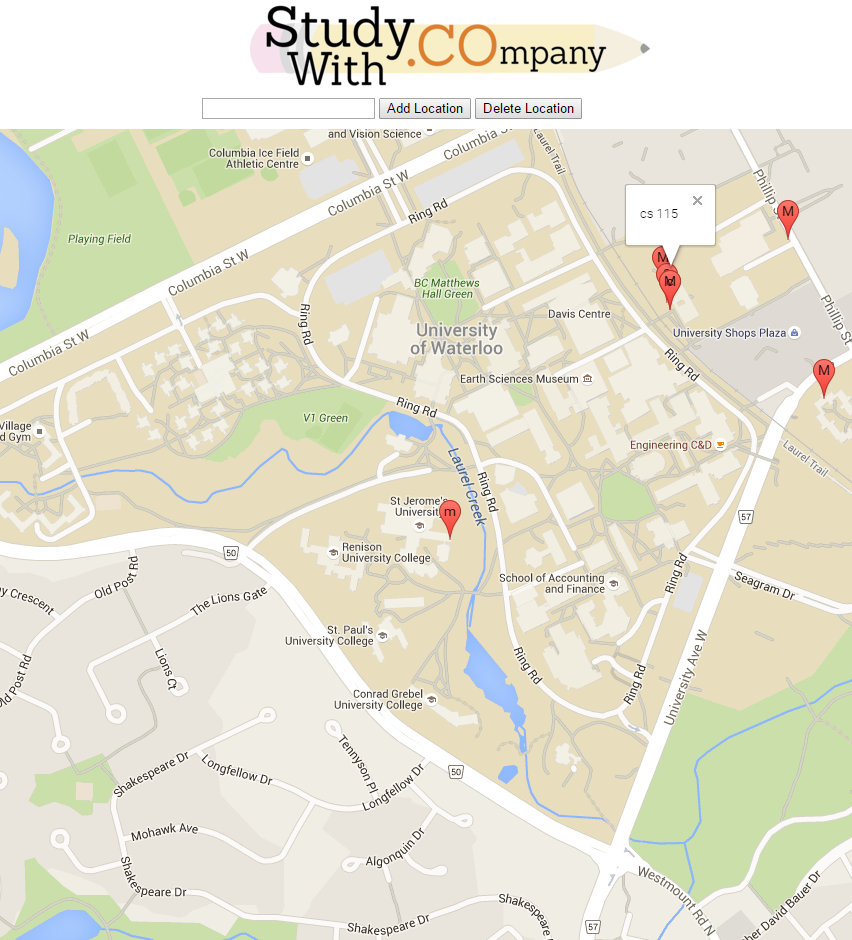 Study
With .COmpany
Add Location Delete Location
and Vision Science
Columbia Ice Field
Athletic Centre
Columbia St W
Columbia St W
Columbia St W
Columbia St W
Laurel Trail
Phillip St
Ring Rd
cs 115
M
M
M
Playing Field
BC Matthews
Hall Green
Phillip St
Ring Rd
Davis Centre
University
of Waterloo
University Shops Plaza
Ring Rd
M
Earth Sciences Museum
Ring Rd
V1 Green
Village
d Gym
Engineering C&D
Laurel Trail
Laurel Creek
Ring Rd
St Jerome's
University
m
57
Renison
University College
50
Old Post Rd
School of Accounting
and Finance
Ring Rd
Seagram Dr
ny Crescent
The Lions Gate
St. Paul's
University College
Lions Ct
Old Post Rd
Ring Rd
Ring Rd
University Ave W
Conrad Grebel
University College
Tennyson Pl
Shakespeare Dr
Longfellow Dr
50
Longfellow Dr
Mohawk Ave
Algonquin Dr
Shakespeare Dr
Westmount Rd N
ber David Bauer Dr
Shakespeare Dr
Shakespeare
57